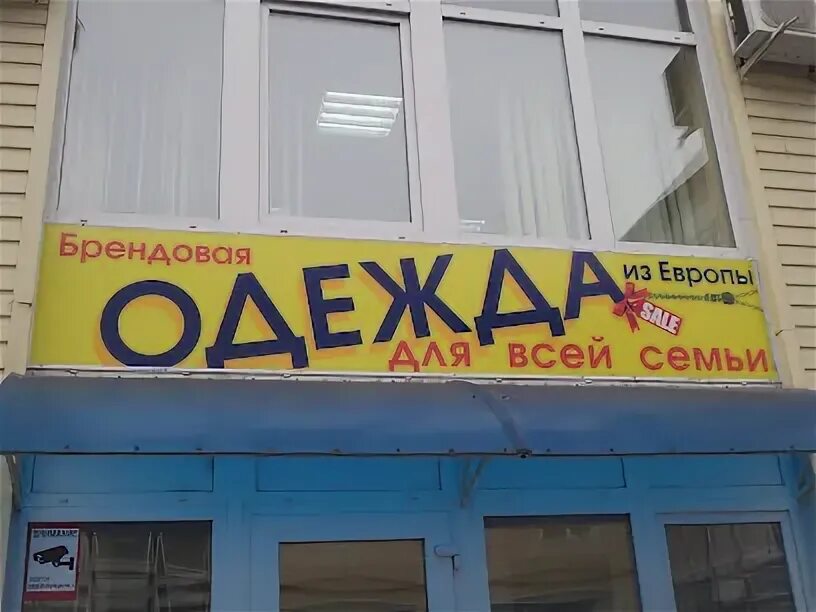 Брендовая
ОДЕЖДА
из Европы
SALE
для всей семьи